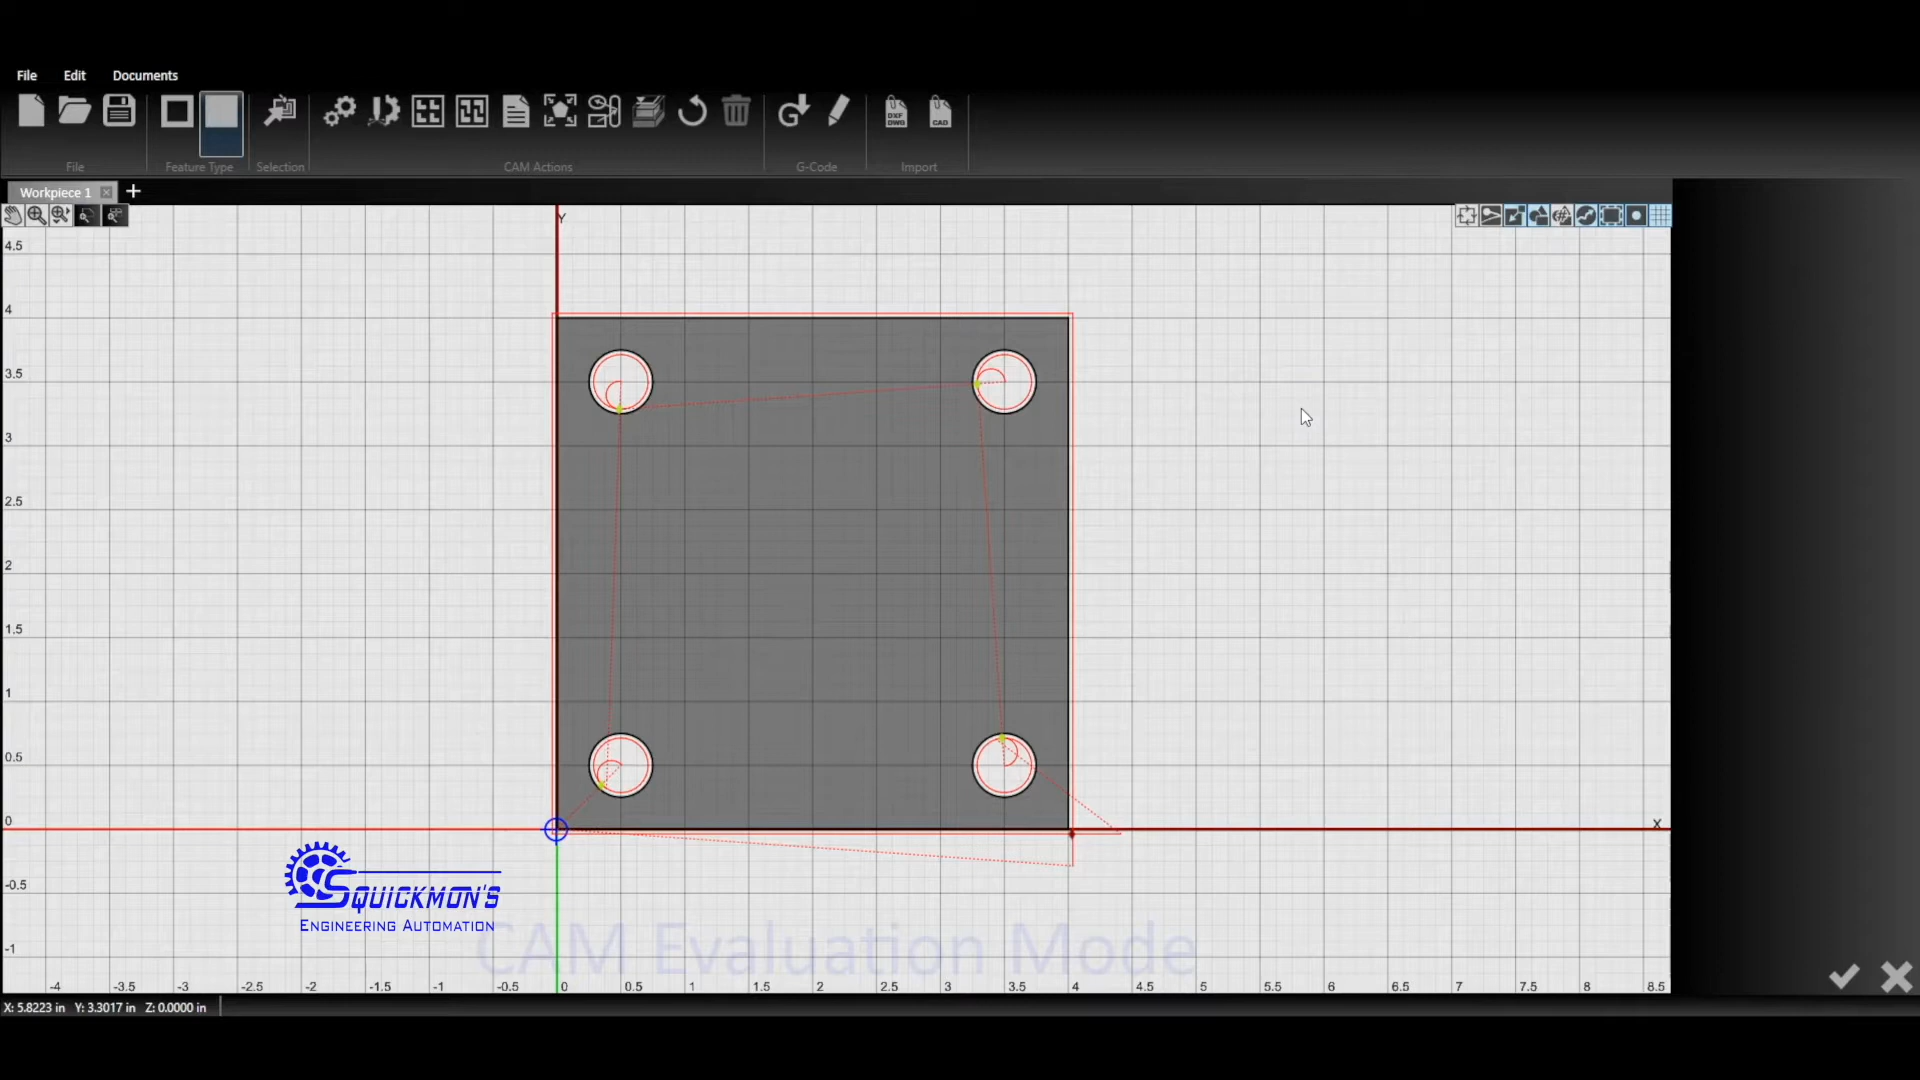 File Edit Documents
DXF DWG CAD
File Feature Type Selection CAM Actions G-Code Import
Workpiece 1
Y
4.5
4
3.5
3
2.5
2
1.5
1
0.5
0
X
-0.5
-1
SQUICKMON'S
ENGINEERING AUTOMATION
CAM Evaluation Mode
-4 -3.5 -3 -2.5 -2 -1.5 -1 -0.5 0 0.5 1 1.5 2 2.5 3 3.5 4 4.5 5 5.5 6 6.5 7 7.5 8 8.5
X: 5.8223 in Y: 3.3017 in Z: 0.0000 in